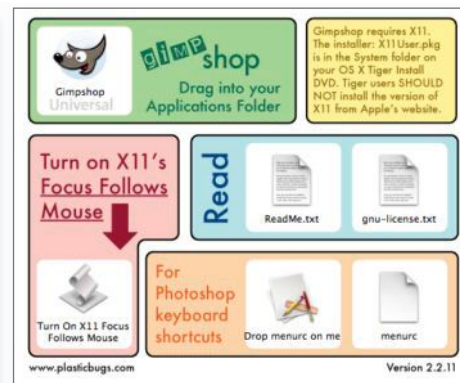 gimpshop
Drag into your
Applications Folder
Gimpshop
Universal
Gimpshop requires X11.
The installer: X11User.pkg
is in the System folder on
your OS X Tiger Install
DVD. Tiger users SHOULD
NOT install the version of
X11 from Apple's website.
Turn on X11's
Focus Follows
Mouse
Turn On X11 Focus
Follows Mouse
Read
ReadMe.txt
gnu-license.txt
For
Photoshop
keyboard
shortcuts
Drop menurc on me
menurc
www.plasticbugs.com
Version 2.2.11